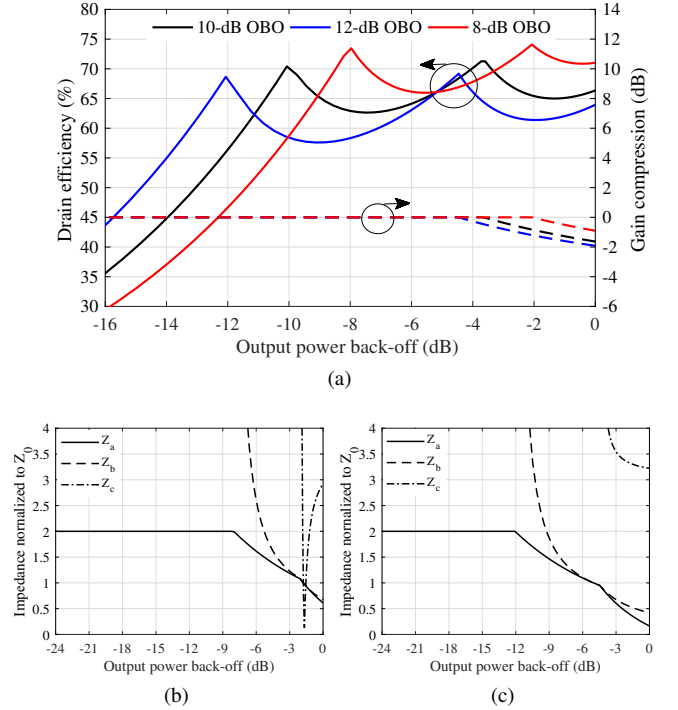 10-dB OBO 12-dB OBO 8-dB OBO
80
75
70
65
60
55
50
45
40
35
30
Drain efficiency (%)
14
12
10
8
6
4
2
0
-2
-4
-6
Gain compression (dB)
-16 -14 -12 -10 -8 -6 -4 -2 0
Output power back-off (dB)
(a)
4
3.5
3
2.5
2
1.5
1
0.5
0
Impedance normalized to Z0
Za
Zb
Zc
-24 -21 -18 -15 -12 -9 -6 -3 0
Output power back-off (dB)
(b)
4
3.5
3
2.5
2
1.5
1
0.5
0
Impedance normalized to Z0
Za
Zb
Zc
-24 -21 -18 -15 -12 -9 -6 -3 0
Output power back-off (dB)
(c)